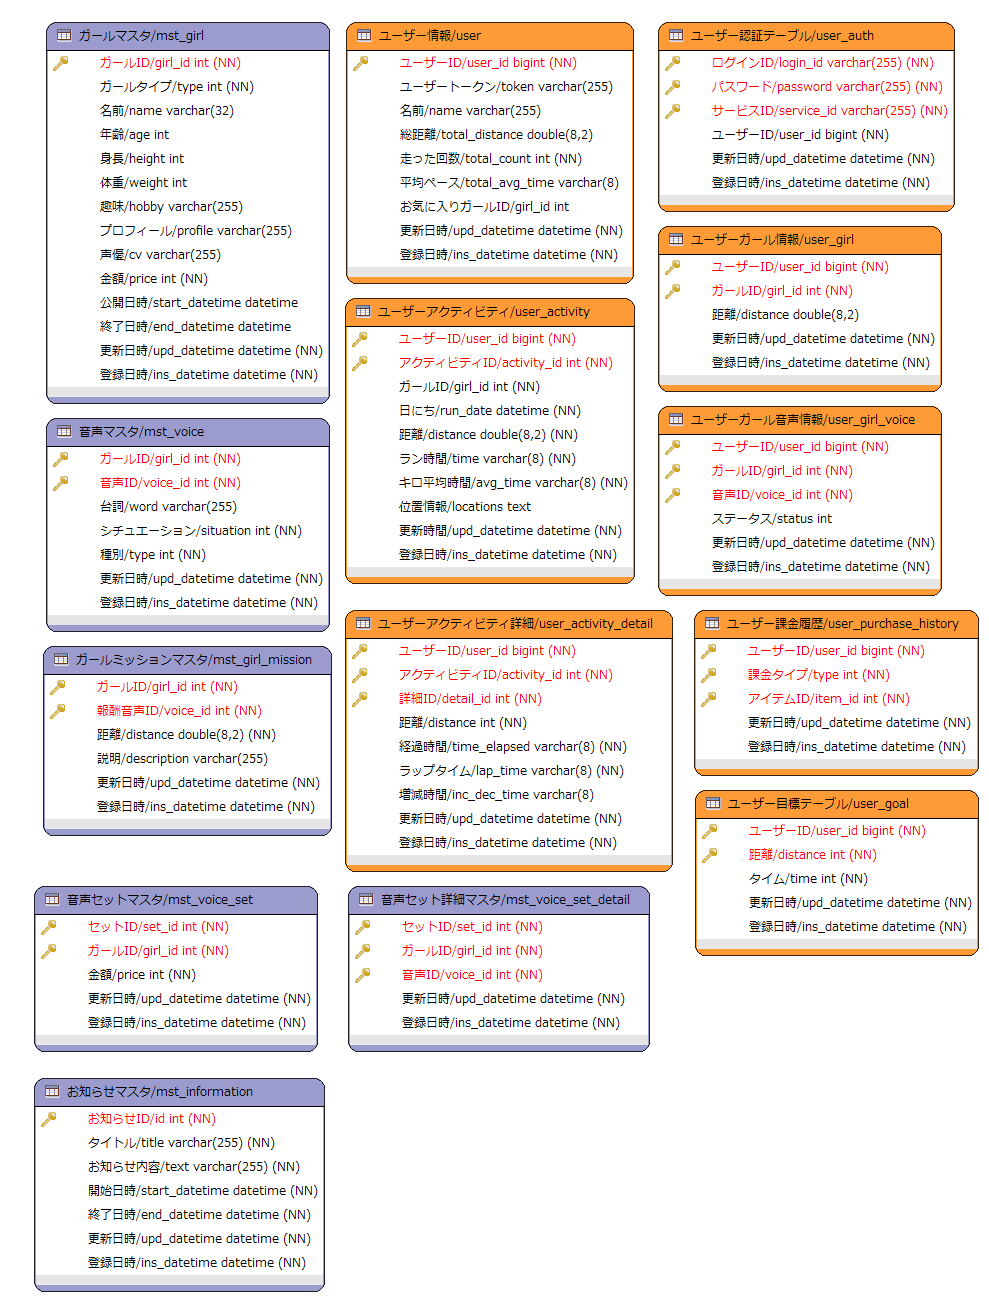 ガールマスタ/mst_girl
ガールID/girl_id int (NN)
ガールタイプ/type int (NN)
名前/name varchar(32)
年齢/age int
身長/height int
体重/weight int
趣味/hobby varchar(255)
プロフィール/profile varchar(255)
声優/cv varchar(255)
金額/price int (NN)
公開日時/start_datetime datetime
終了日時/end_datetime datetime
更新日時/upd_datetime datetime (NN)
登録日時/ins_datetime datetime (NN)
音声マスタ/mst_voice
ガールID/girl_id int (NN)
音声ID/voice_id int (NN)
台詞/word varchar(255)
シチュエーション/situation int (NN)
種別/type int (NN)
更新日時/upd_datetime datetime (NN)
登録日時/ins_datetime datetime (NN)
ガールミッションマスタ/mst_girl_mission
ガールID/girl_id int (NN)
報酬音声ID/voice_id int (NN)
距離/distance double(8,2) (NN)
説明/description varchar(255)
更新日時/upd_datetime datetime (NN)
登録日時/ins_datetime datetime (NN)
ユーザー情報/user
ユーザーID/user_id bigint (NN)
ユーザートークン/token varchar(255)
名前/name varchar(255)
総距離/total_distance double(8,2)
走った回数/total_count int (NN)
平均ペース/total_avg_time varchar(8)
お気に入りガールID/girl_id int
更新日時/upd_datetime datetime (NN)
登録日時/ins_datetime datetime (NN)
ユーザーアクティビティ/user_activity
ユーザーID/user_id bigint (NN)
アクティビティID/activity_id int (NN)
ガールID/girl_id int (NN)
日にち/run_date datetime (NN)
距離/distance double(8,2) (NN)
ラン時間/time varchar(8) (NN)
キロ平均時間/avg_time varchar(8) (NN)
位置情報/locations text
更新時間/upd_datetime datetime (NN)
登録日時/ins_datetime datetime (NN)
ユーザーアクティビティ詳細/user_activity_detail
ユーザーID/user_id bigint (NN)
アクティビティID/activity_id int (NN)
詳細ID/detail_id int (NN)
距離/distance int (NN)
経過時間/time_elapsed varchar(8) (NN)
ラップタイム/lap_time varchar(8) (NN)
増減時間/inc_dec_time varchar(8)
更新日時/upd_datetime datetime (NN)
登録日時/ins_datetime datetime (NN)
ユーザー認証テーブル/user_auth
ログインID/login_id varchar(255) (NN)
パスワード/password varchar(255) (NN)
サービスID/service_id varchar(255) (NN)
ユーザーID/user_id bigint (NN)
更新日時/upd_datetime datetime (NN)
登録日時/ins_datetime datetime (NN)
ユーザーガール情報/user_girl
ユーザーID/user_id bigint (NN)
ガールID/girl_id int (NN)
距離/distance double(8,2)
更新日時/upd_datetime datetime (NN)
登録日時/ins_datetime datetime (NN)
ユーザーガール音声情報/user_girl_voice
ユーザーID/user_id bigint (NN)
ガールID/girl_id int (NN)
音声ID/voice_id int (NN)
ステータス/status int
更新日時/upd_datetime datetime (NN)
登録日時/ins_datetime datetime (NN)
ユーザー課金履歴/user_purchase_history
ユーザーID/user_id bigint (NN)
課金タイプ/type int (NN)
アイテムID/item_id int (NN)
更新日時/upd_datetime datetime (NN)
登録日時/ins_datetime datetime (NN)
ユーザー目標テーブル/user_goal
ユーザーID/user_id bigint (NN)
距離/distance int (NN)
タイム/time int (NN)
更新日時/upd_datetime datetime (NN)
登録日時/ins_datetime datetime (NN)
音声セットマスタ/mst_voice_set
セットID/set_id int (NN)
ガールID/girl_id int (NN)
金額/price int (NN)
更新日時/upd_datetime datetime (NN)
登録日時/ins_datetime datetime (NN)
音声セット詳細マスタ/mst_voice_set_detail
セットID/set_id int (NN)
ガールID/girl_id int (NN)
音声ID/voice_id int (NN)
更新日時/upd_datetime datetime (NN)
登録日時/ins_datetime datetime (NN)
お知らせマスタ/mst_information
お知らせID/id int (NN)
タイトル/title varchar(255) (NN)
お知らせ内容/text varchar(255) (NN)
開始日時/start_datetime datetime (NN)
終了日時/end_datetime datetime (NN)
更新日時/upd_datetime datetime (NN)
登録日時/ins_datetime datetime (NN)